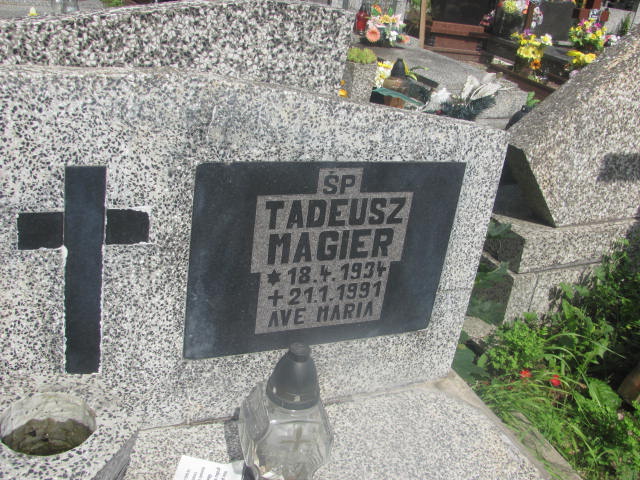 ŚP
TADEUSZ
MAGIER
* 18.4.1934
+ 21.1.1991
AVE MARIA